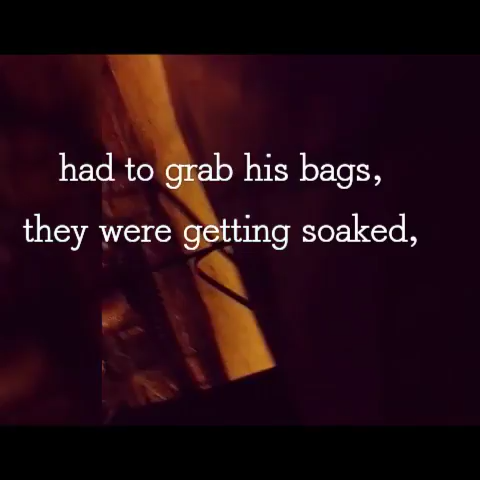 had to grab his bags,
they were getting soaked,